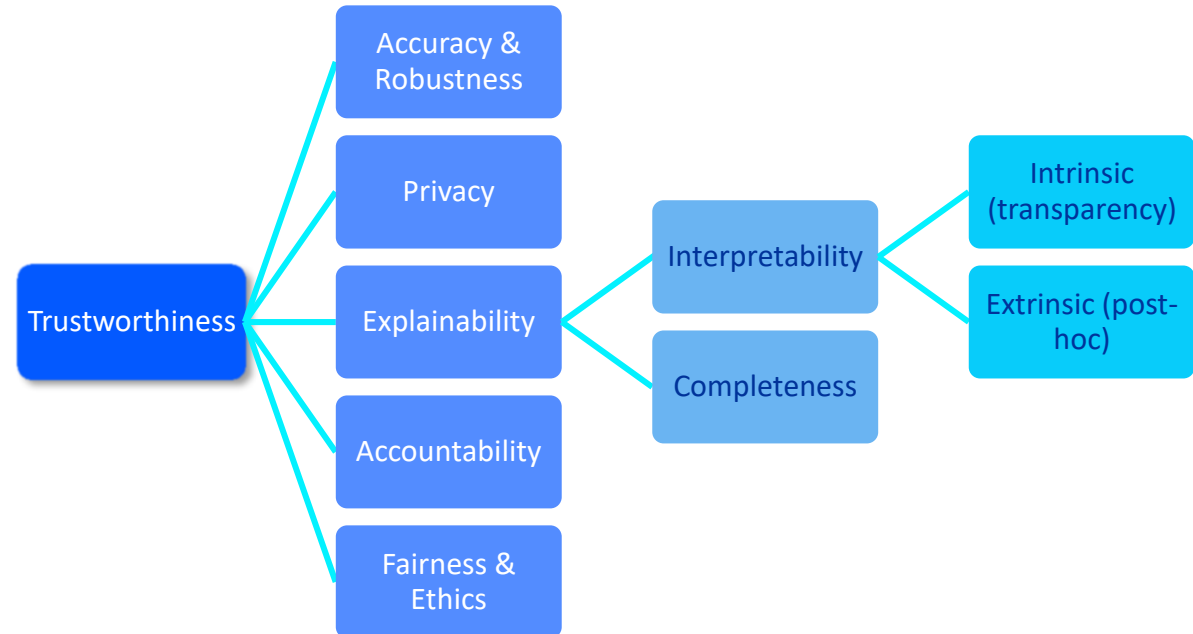 Trustworthiness
Accuracy &
Robustness
Privacy
Explainability
Accountability
Fairness &
Ethics
Interpretability
Completeness
Intrinsic
(transparency)
Extrinsic (post-
hoc)